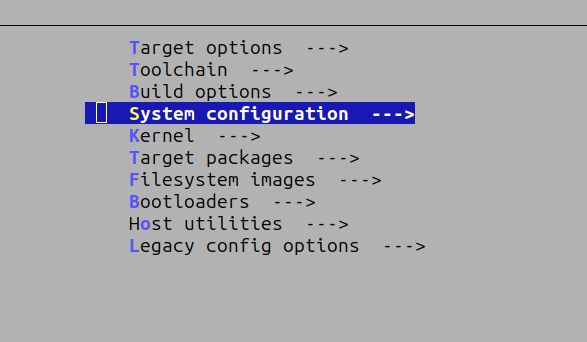 Target options  --->
Toolchain  --->
Build options  --->
System configuration  --->
Kernel  --->
Target packages  --->
Filesystem images  --->
Bootloaders  --->
Host utilities  --->
Legacy config options  --->